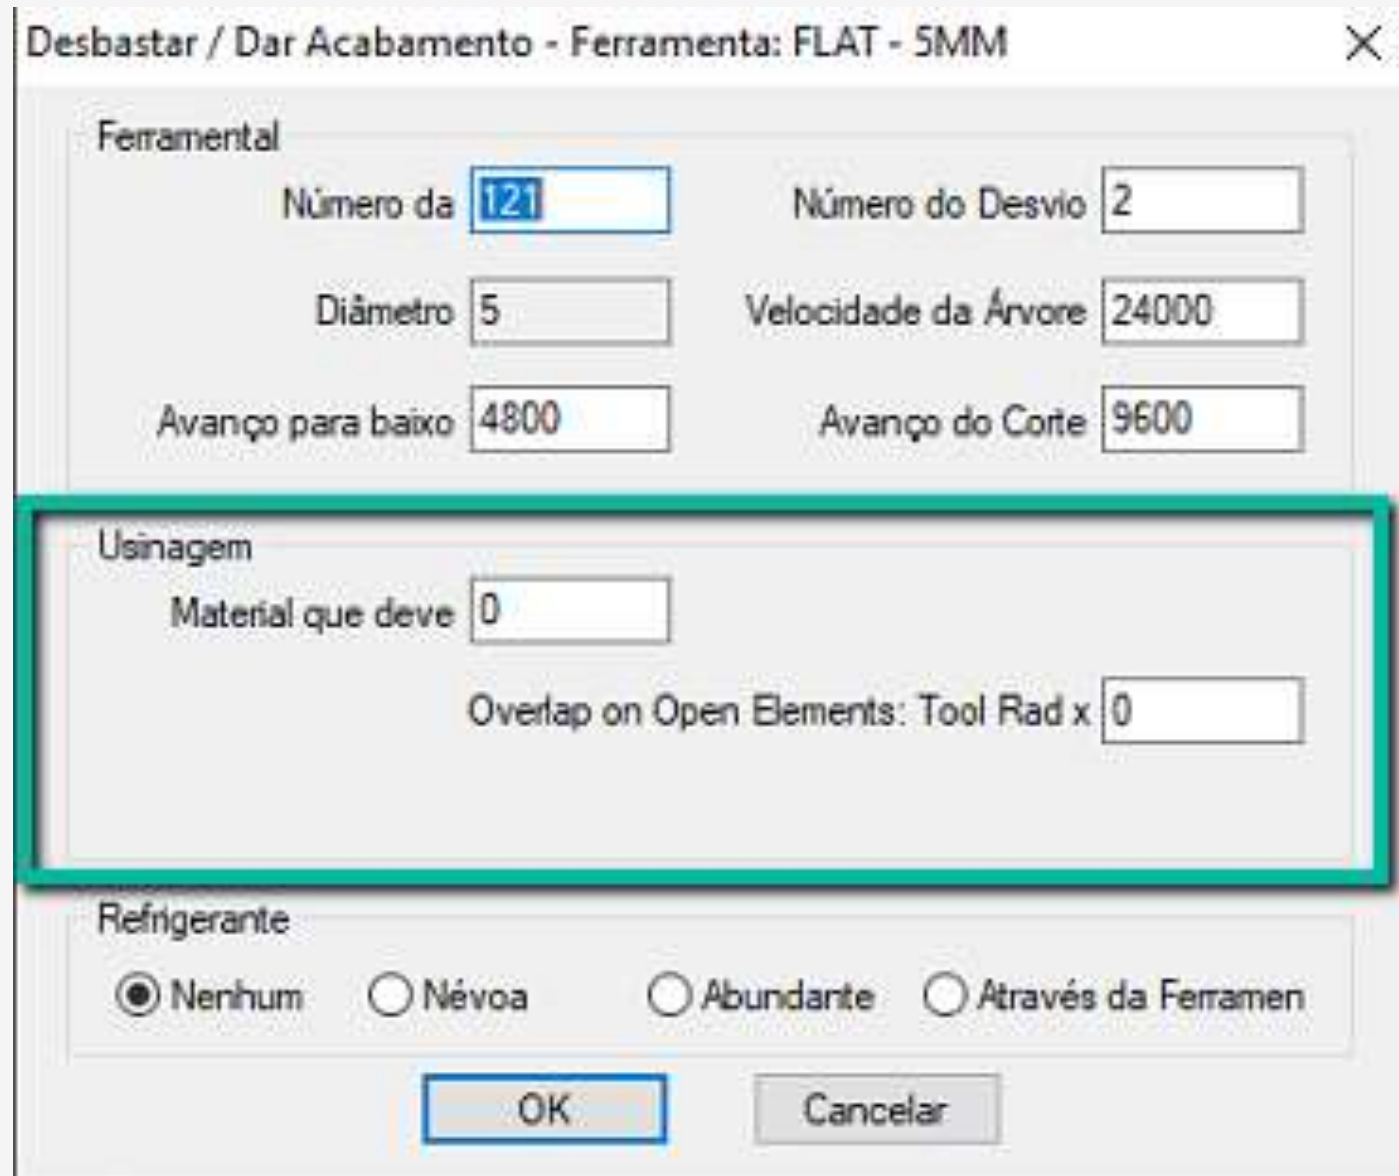 Desbastar / Dar Acabamento - Ferramenta: FLAT - 5MM
Ferramental
Número da 121 Número do Desvio 2
Diâmetro 5 Velocidade da Árvore 24000
Avanço para baixo 4800 Avanço do Corte 9600
Usinagem
Material que deve 0
Overlap on Open Elements: Tool Rad x 0
Refrigerante
Nenhum Névoa Abundante Através da Ferramen
OK Cancelar